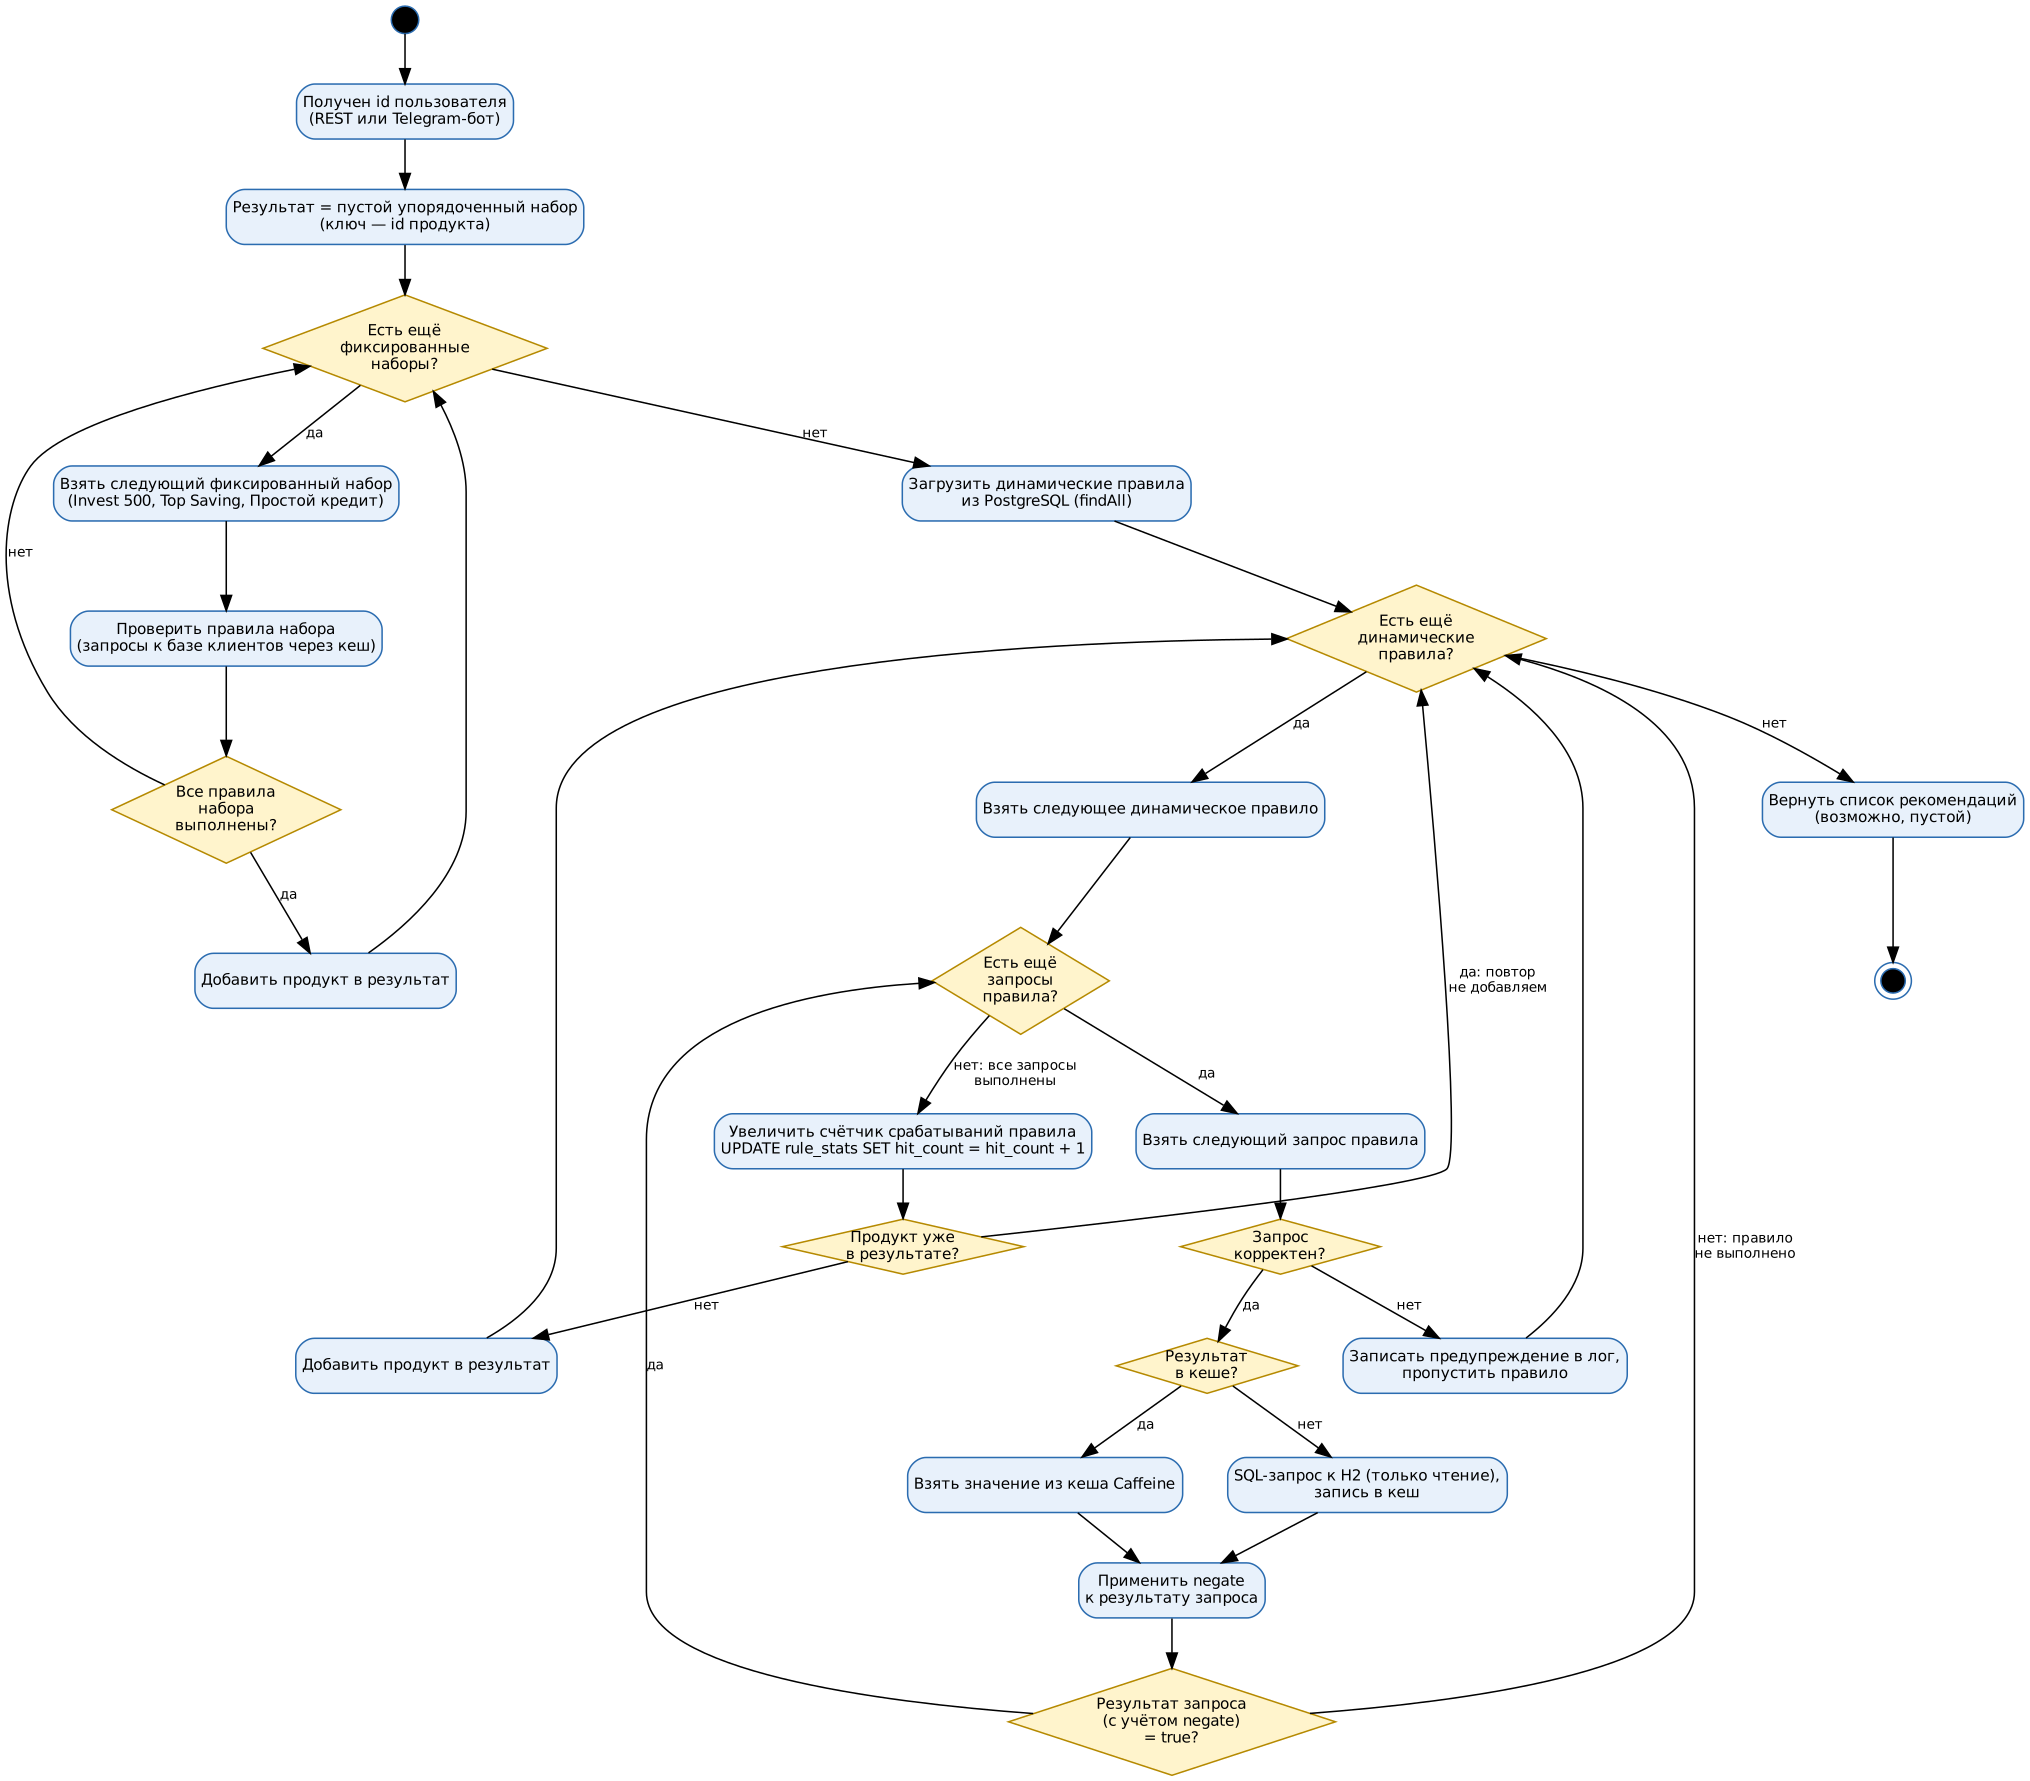 Получен id пользователя
(REST или Telegram-бот)
Результат = пустой упорядоченный набор
(ключ — id продукта)
Есть ещё
фиксированные
наборы?
да
нет
Взять следующий фиксированный набор
(Invest 500, Top Saving, Простой кредит)
Загрузить динамические правила
из PostgreSQL (findAll)
нет
Проверить правила набора
(запросы к базе клиентов через кеш)
Есть ещё
динамические
правила?
да
нет
Все правила
набора
выполнены?
Взять следующее динамическое правило
Вернуть список рекомендаций
(возможно, пустой)
да
Добавить продукт в результат
Есть ещё
запросы
правила?
да: повтор
не добавляем
нет: все запросы
выполнены
да
Увеличить счётчик срабатываний правила
UPDATE rule_stats SET hit_count = hit_count + 1
Взять следующий запрос правила
Продукт уже
в результате?
Запрос
корректен?
нет: правило
не выполнено
нет
да
нет
Добавить продукт в результат
да
Результат
в кеше?
Записать предупреждение в лог,
пропустить правило
да
нет
Взять значение из кеша Caffeine
SQL-запрос к H2 (только чтение),
запись в кеш
Применить negate
к результату запроса
Результат запроса
(с учётом negate)
= true?